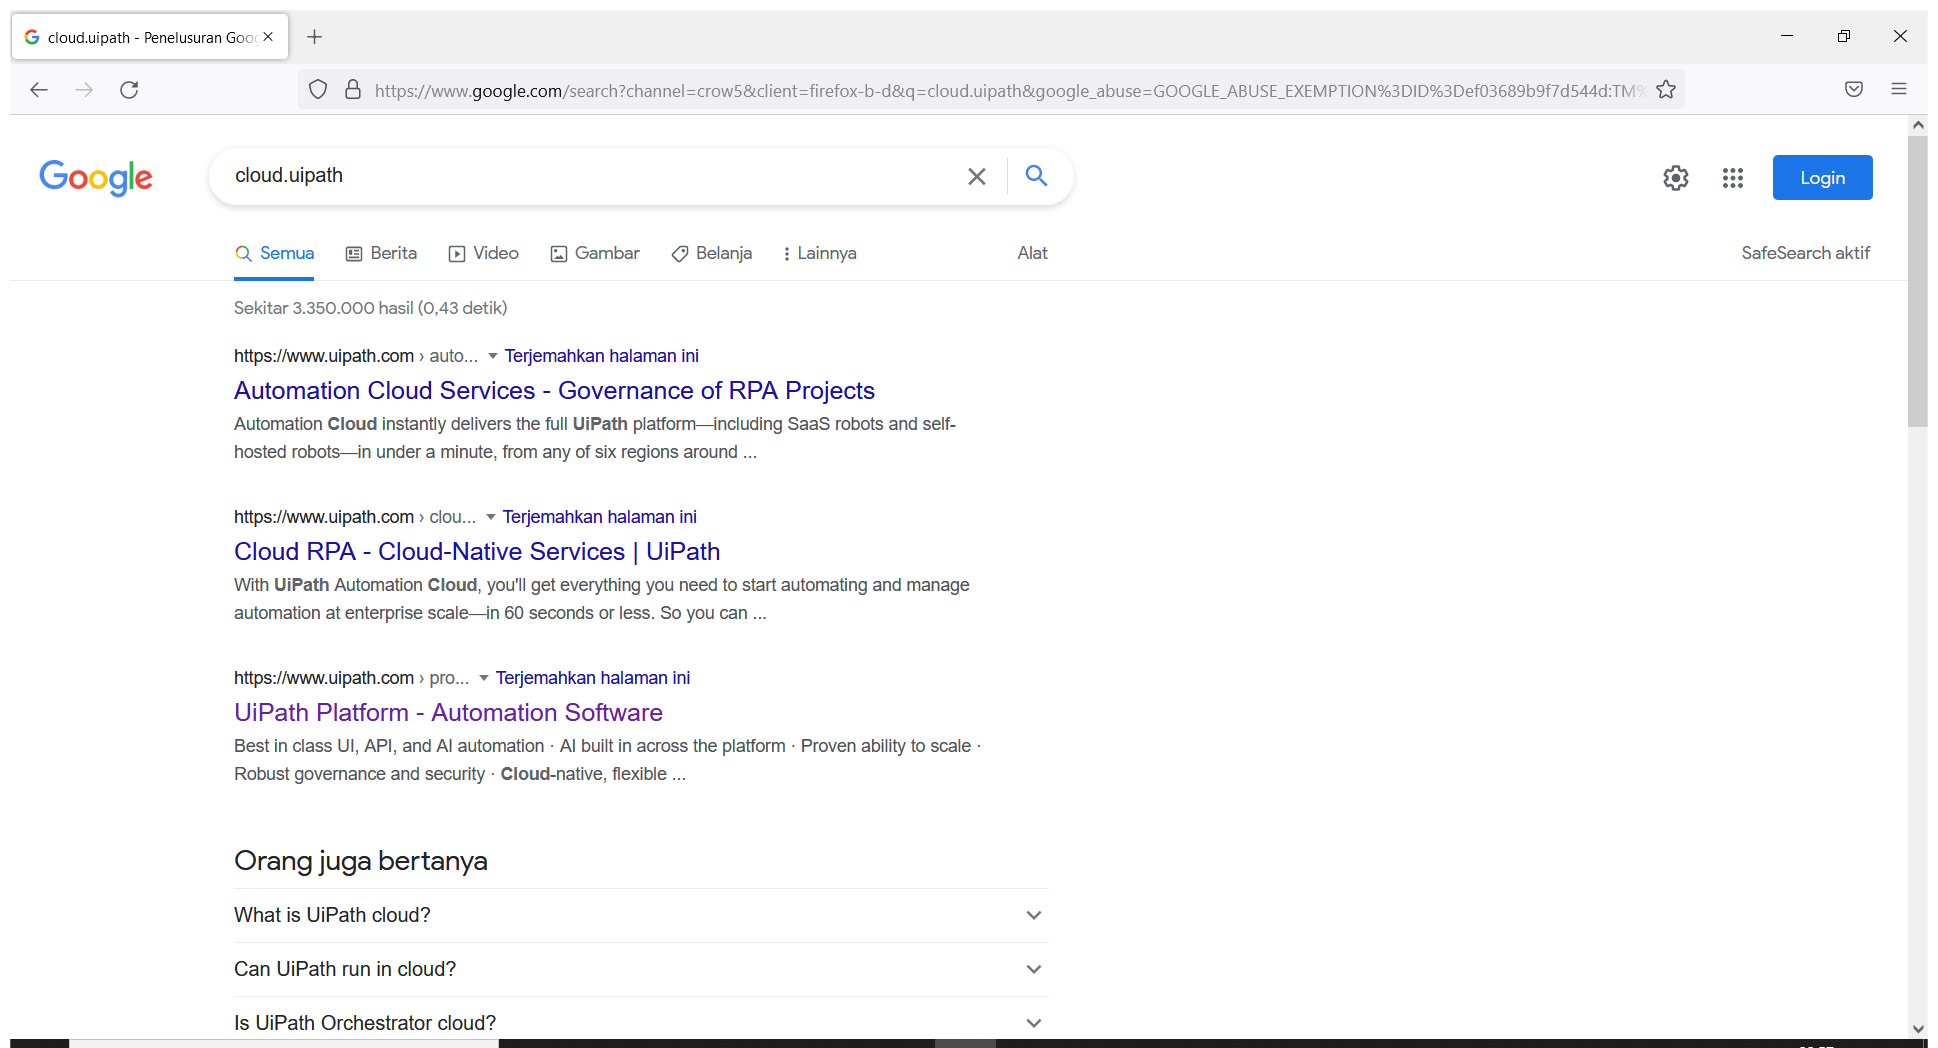 cloud.uipath - Penelusuran Goo
https://www.google.com/search?channel=crow5&client=firefox-b-d&q=cloud.uipath&google_abuse=GOOGLE_ABUSE_EXEMPTION%3DID%3Def03689b9f7d544d:TM%
Google
cloud.uipath
Login
Semua
Berita
Video
Gambar
Belanja
Lainnya
Alat
SafeSearch aktif
Sekitar 3.350.000 hasil (0,43 detik)
https://www.uipath.com › auto... Terjemahkan halaman ini
Automation Cloud Services - Governance of RPA Projects
Automation Cloud instantly delivers the full UiPath platform—including SaaS robots and self-
hosted robots—in under a minute, from any of six regions around ...
https://www.uipath.com › clou... Terjemahkan halaman ini
Cloud RPA - Cloud-Native Services | UiPath
With UiPath Automation Cloud, you'll get everything you need to start automating and manage
automation at enterprise scale—in 60 seconds or less. So you can ...
https://www.uipath.com › pro... Terjemahkan halaman ini
UiPath Platform - Automation Software
Best in class UI, API, and AI automation · AI built in across the platform · Proven ability to scale ·
Robust governance and security · Cloud-native, flexible ...
Orang juga bertanya
What is UiPath cloud?
Can UiPath run in cloud?
Is UiPath Orchestrator cloud?